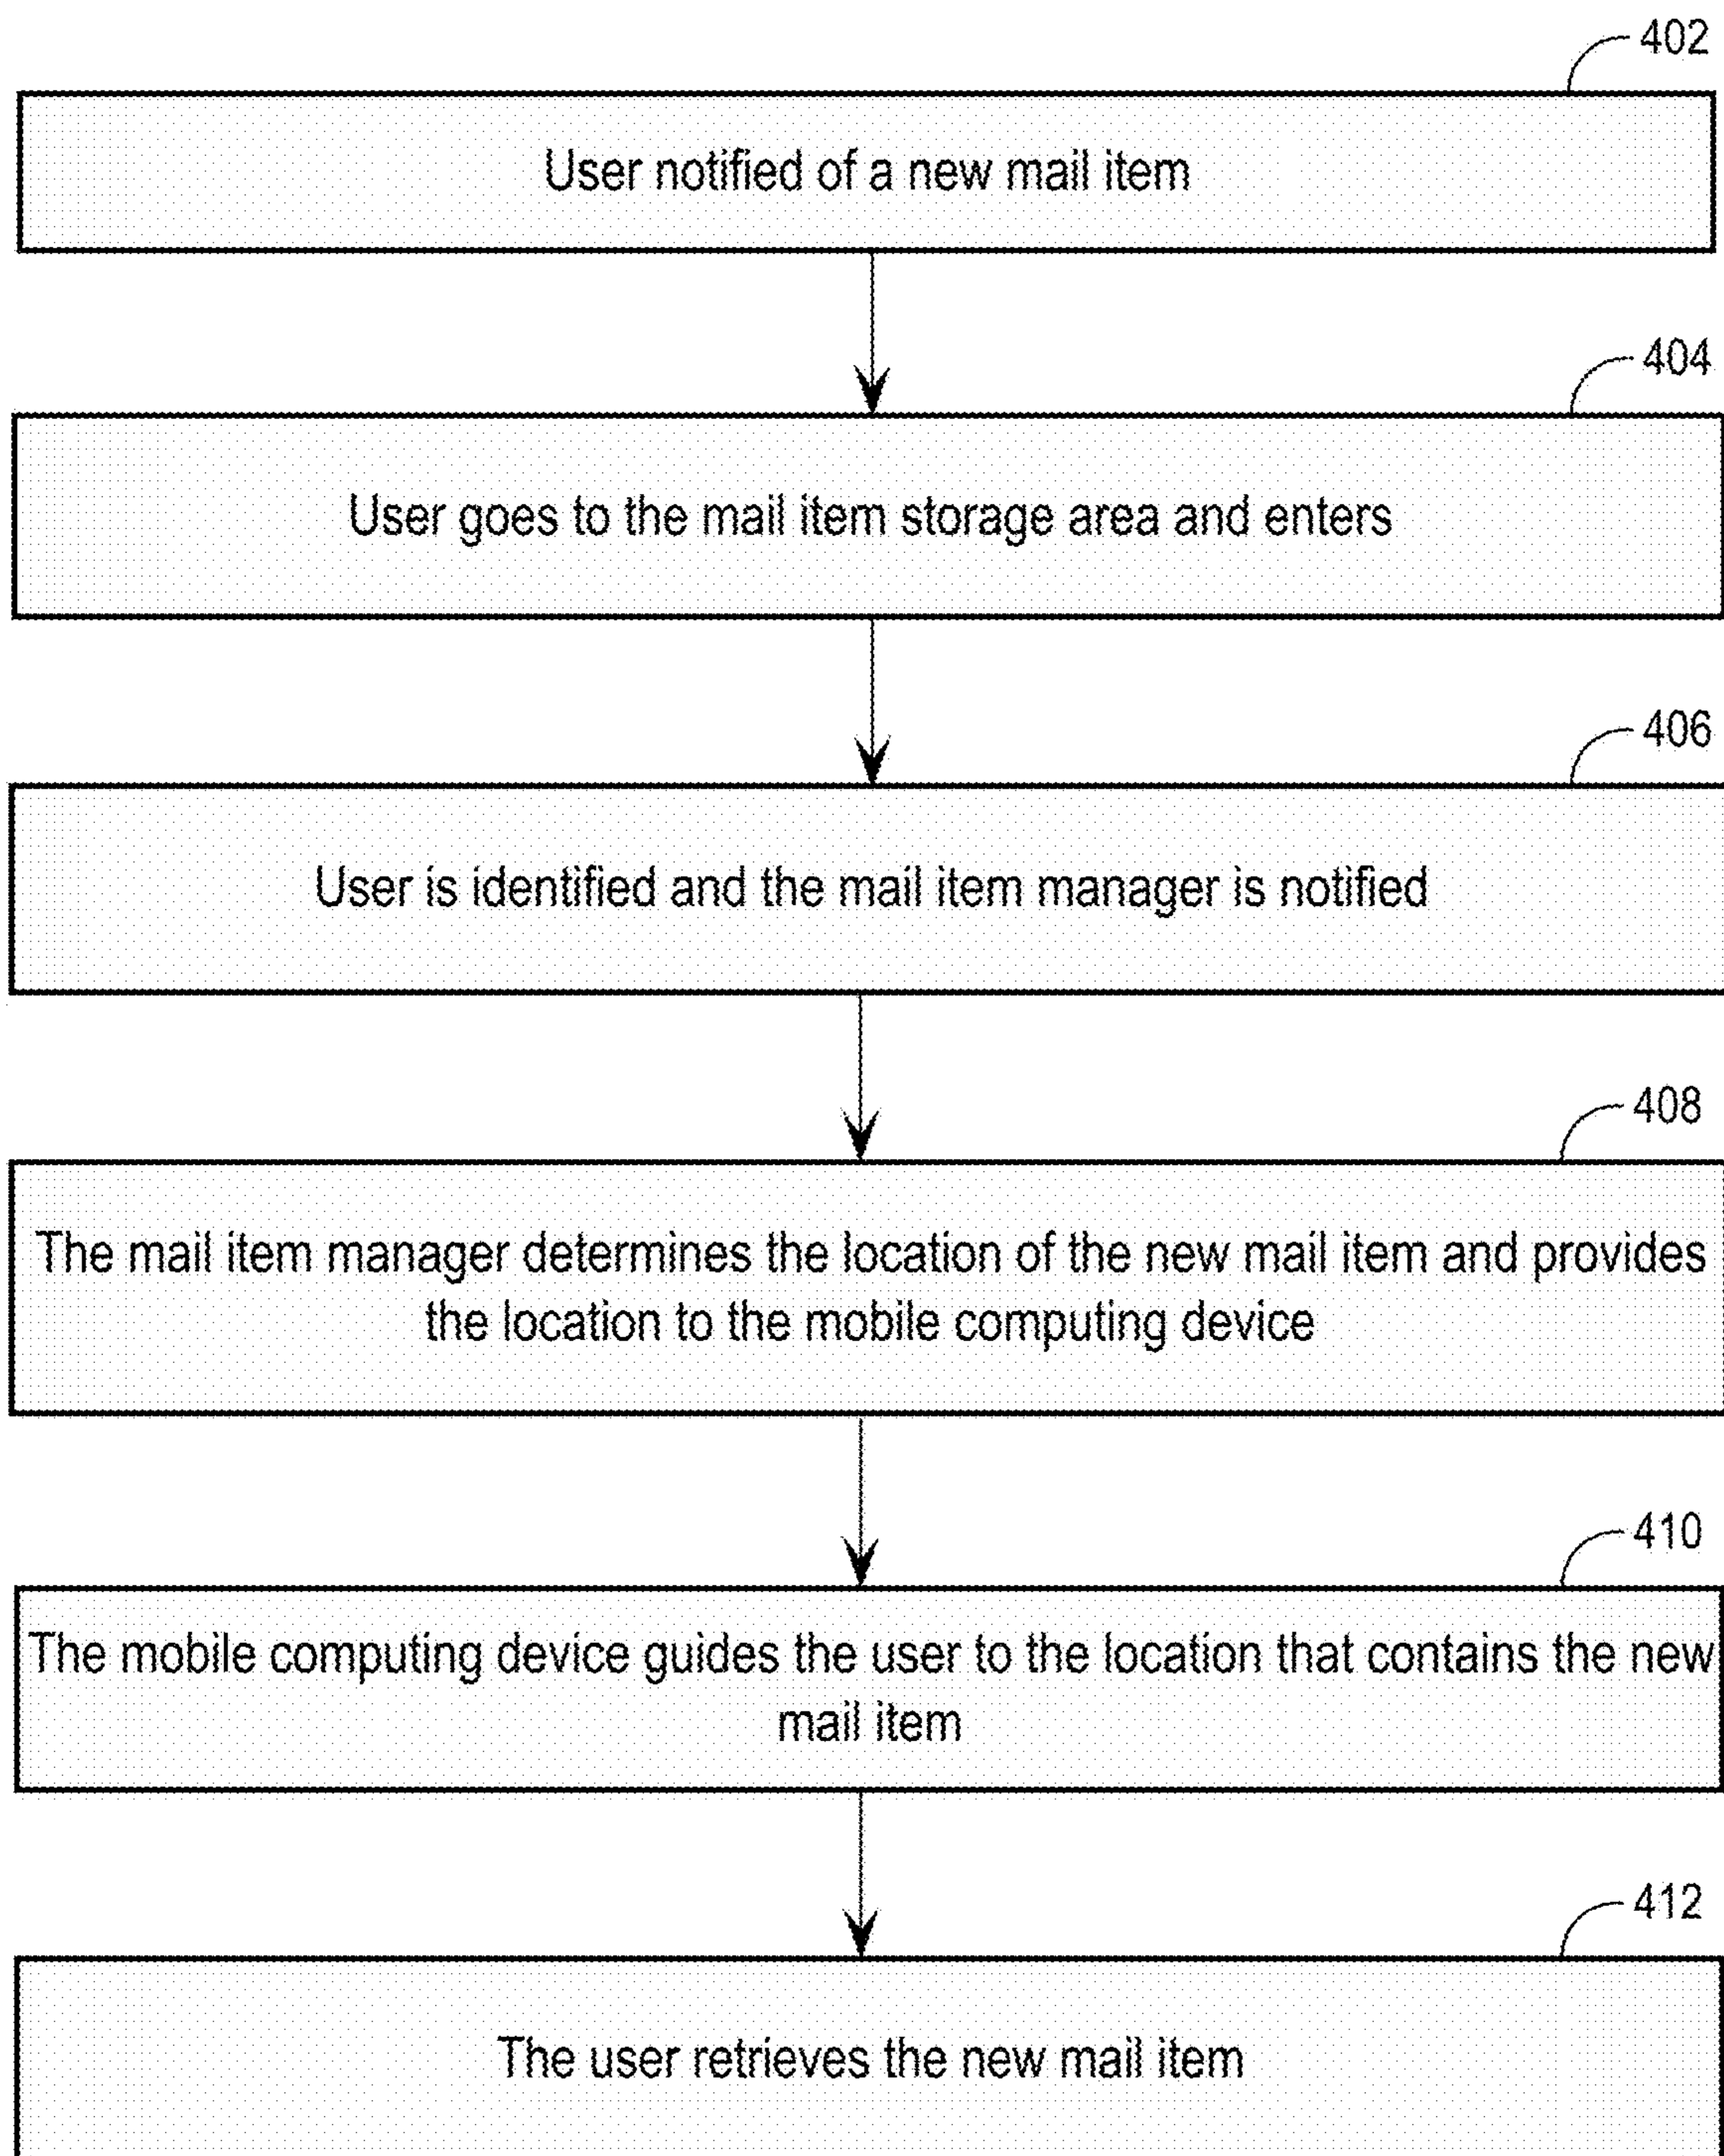 402
User notified of a new mail item
404
User goes to the mail item storage area and enters
406
User is identified and the mail item manager is notified
408
The mail item manager determines the location of the new mail item and provides
the location to the mobile computing device
410
The mobile computing device guides the user to the location that contains the new
mail item
412
The user retrieves the new mail item